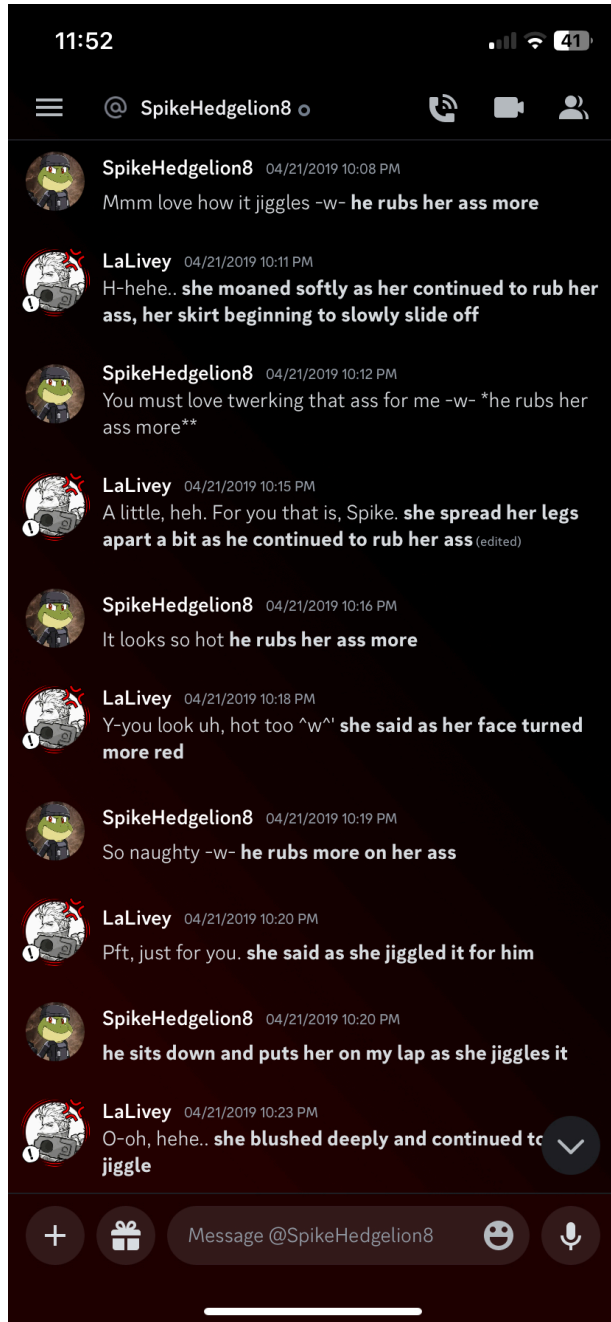 11:52
41
@ SpikeHedgelion8
SpikeHedgelion8 04/21/2019 10:08 PM
Mmm love how it jiggles -w- he rubs her ass more
LaLivey 04/21/2019 10:11 PM
H-hehe.. she moaned softly as her continued to rub her
ass, her skirt beginning to slowly slide off
SpikeHedgelion8 04/21/2019 10:12 PM
You must love twerking that ass for me -w- *he rubs her
ass more**
LaLivey 04/21/2019 10:15 PM
A little, heh. For you that is, Spike. she spread her legs
apart a bit as he continued to rub her ass (edited)
SpikeHedgelion8 04/21/2019 10:16 PM
It looks so hot he rubs her ass more
LaLivey 04/21/2019 10:18 PM
Y-you look uh, hot too ^w^' she said as her face turned
more red
SpikeHedgelion8 04/21/2019 10:19 PM
So naughty -w- he rubs more on her ass
LaLivey 04/21/2019 10:20 PM
Pft, just for you. she said as she jiggled it for him
SpikeHedgelion8 04/21/2019 10:20 PM
he sits down and puts her on my lap as she jiggles it
LaLivey 04/21/2019 10:23 PM
O-oh, hehe.. she blushed deeply and continued to
jiggle
Message @SpikeHedgelion8